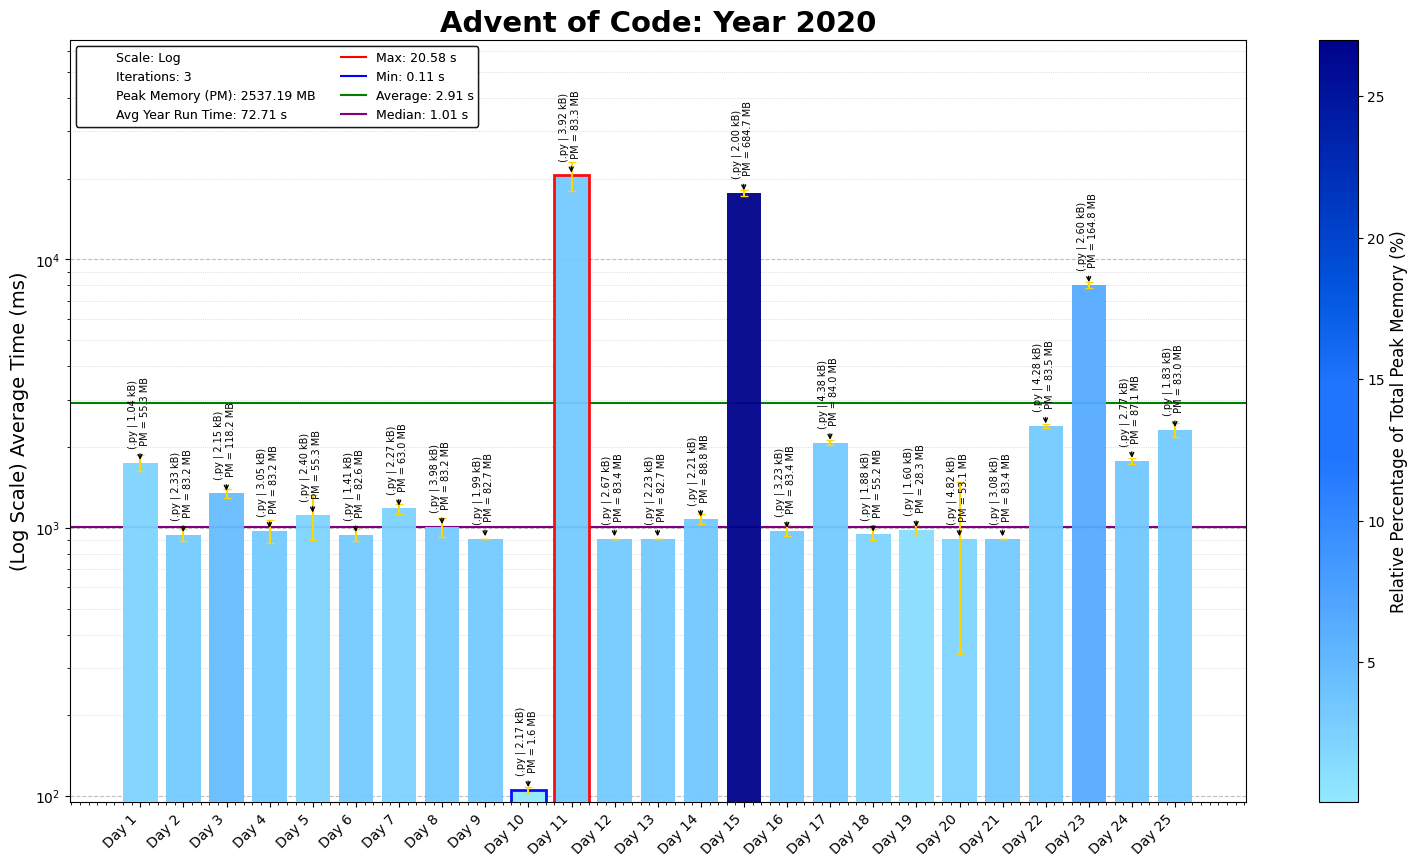 Advent of Code: Year 2020
Scale: Log
Iterations: 3
Peak Memory (PM): 2537.19 MB
Avg Year Run Time: 72.71 s
Max: 20.58 s
Min: 0.11 s
Average: 2.91 s
Median: 1.01 s
(Log Scale) Average Time (ms)
10^4
10^3
10^2
(.py | 1.04 kB)
PM = 55.3 MB
(.py | 2.33 kB)
PM = 83.2 MB
(.py | 2.15 kB)
PM = 118.2 MB
(.py | 3.05 kB)
PM = 83.2 MB
(.py | 2.40 kB)
PM = 55.3 MB
(.py | 1.41 kB)
PM = 82.6 MB
(.py | 2.27 kB)
PM = 63.0 MB
(.py | 3.98 kB)
PM = 83.2 MB
(.py | 1.99 kB)
PM = 82.7 MB
(.py | 2.17 kB)
PM = 1.6 MB
(.py | 3.92 kB)
PM = 83.3 MB
(.py | 2.67 kB)
PM = 83.4 MB
(.py | 2.23 kB)
PM = 82.7 MB
(.py | 2.21 kB)
PM = 88.8 MB
(.py | 2.00 kB)
PM = 684.7 MB
(.py | 3.23 kB)
PM = 83.4 MB
(.py | 4.38 kB)
PM = 84.0 MB
(.py | 1.88 kB)
PM = 55.2 MB
(.py | 1.60 kB)
PM = 28.3 MB
(.py | 4.82 kB)
PM = 53.1 MB
(.py | 3.08 kB)
PM = 83.4 MB
(.py | 4.28 kB)
PM = 83.5 MB
(.py | 2.60 kB)
PM = 164.8 MB
(.py | 2.77 kB)
PM = 87.1 MB
(.py | 1.83 kB)
PM = 83.0 MB
Day 1
Day 2
Day 3
Day 4
Day 5
Day 6
Day 7
Day 8
Day 9
Day 10
Day 11
Day 12
Day 13
Day 14
Day 15
Day 16
Day 17
Day 18
Day 19
Day 20
Day 21
Day 22
Day 23
Day 24
Day 25
25
20
15
10
5
Relative Percentage of Total Peak Memory (%)